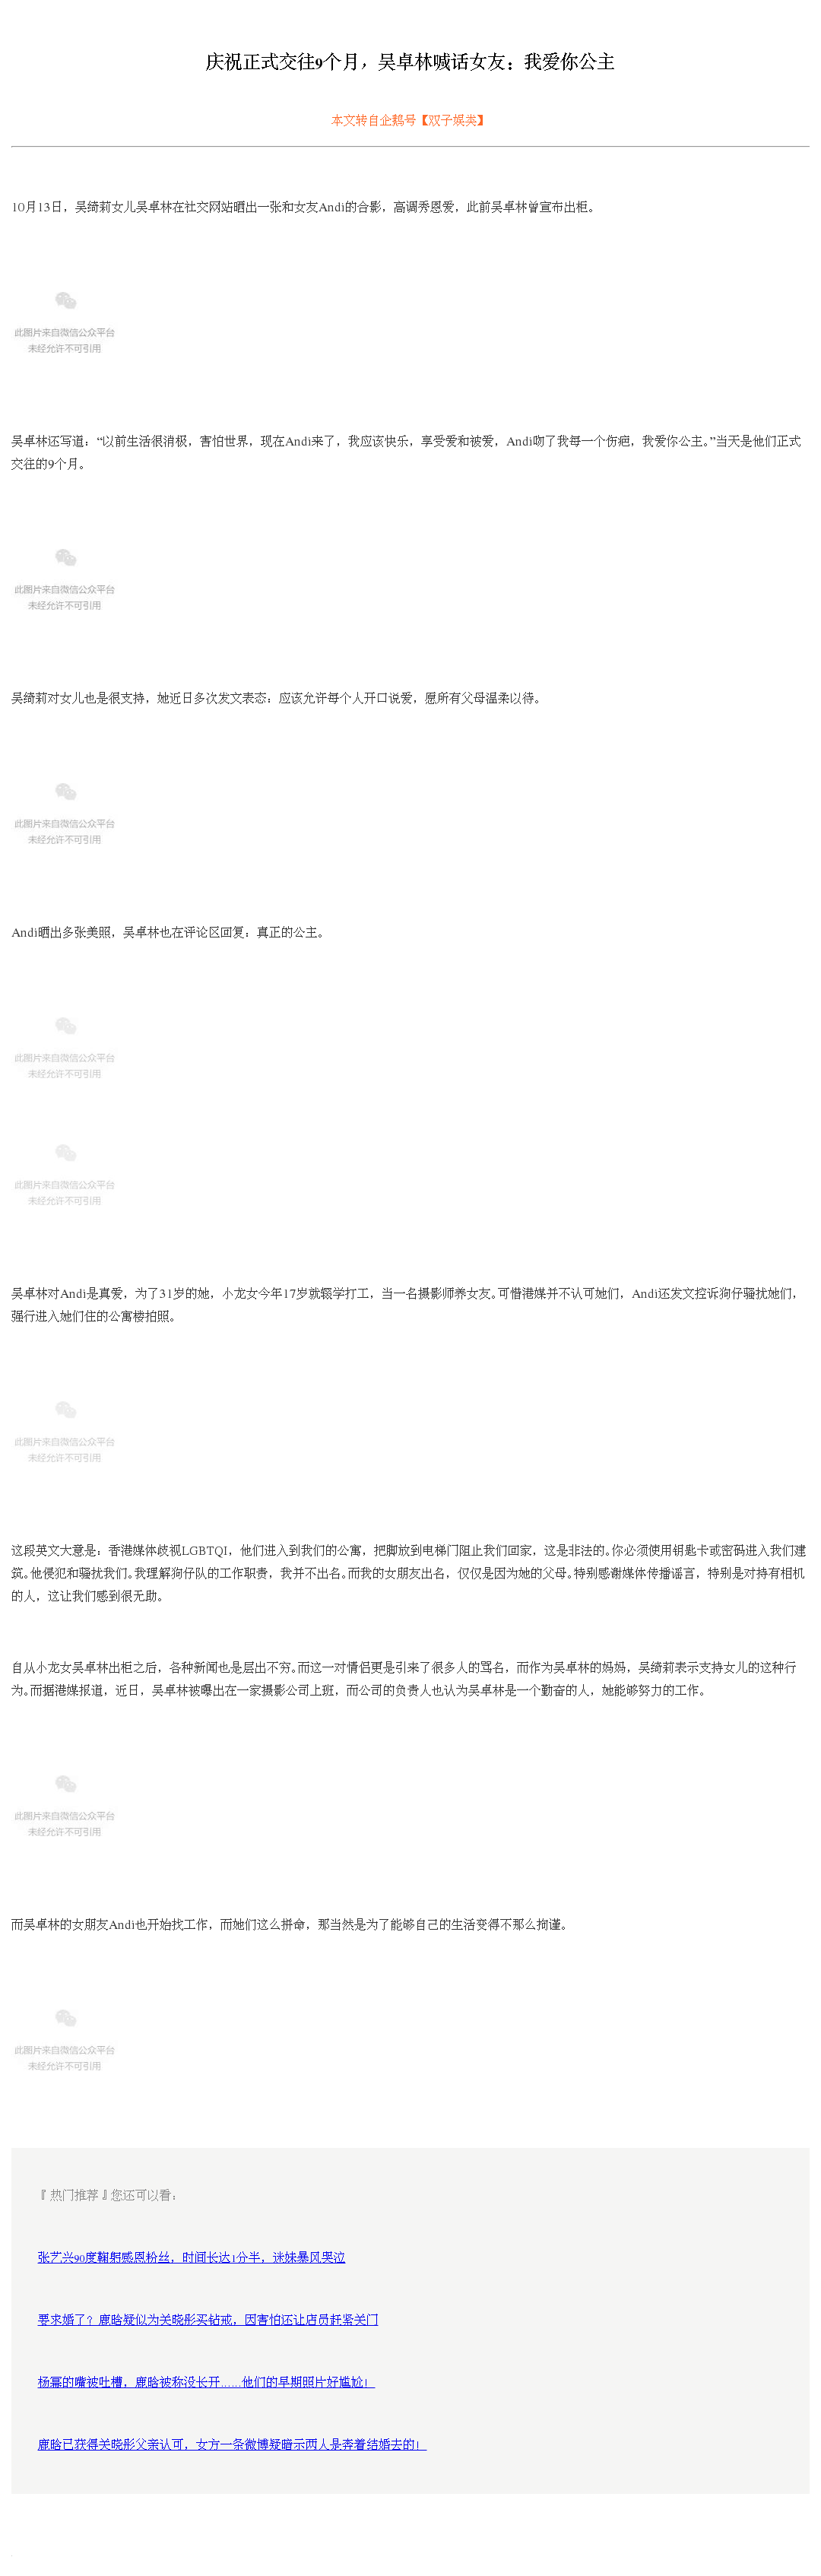 庆祝正式交往9个月，吴卓林喊话女友：我爱你公主
本文转自企鹅号【双子娱类】
10月13日，吴绮莉女儿吴卓林在社交网站晒出一张和女友Andi的合影，高调秀恩爱，此前吴卓林曾宣布出柜。
此图片来自微信公众平台
未经允许不可引用
吴卓林还写道：“以前生活很消极，害怕世界，现在Andi来了，我应该快乐，享受爱和被爱，Andi吻了我每一个伤疤，我爱你公主。”当天是他们正式
交往的9个月。
此图片来自微信公众平台
未经允许不可引用
吴绮莉对女儿也是很支持，她近日多次发文表态：应该允许每个人开口说爱，愿所有父母温柔以待。
此图片来自微信公众平台
未经允许不可引用
Andi晒出多张美照，吴卓林也在评论区回复：真正的公主。
此图片来自微信公众平台
未经允许不可引用
此图片来自微信公众平台
未经允许不可引用
吴卓林对Andi是真爱，为了31岁的她，小龙女今年17岁就辍学打工，当一名摄影师养女友。可惜港媒并不认可她们，Andi还发文控诉狗仔骚扰她们，
强行进入她们住的公寓楼拍照。
此图片来自微信公众平台
未经允许不可引用
这段英文大意是：香港媒体歧视LGBTQI，他们进入到我们的公寓，把脚放到电梯门阻止我们回家，这是非法的。你必须使用钥匙卡或密码进入我们建
筑。他侵犯和骚扰我们。我理解狗仔队的工作职责，我并不出名。而我的女朋友出名，仅仅是因为她的父母。特别感谢媒体传播谣言，特别是对持有相机
的人，这让我们感到很无助。
自从小龙女吴卓林出柜之后，各种新闻也是层出不穷。而这一对情侣更是引来了很多人的骂名，而作为吴卓林的妈妈，吴绮莉表示支持女儿的这种行
为。而据港媒报道，近日，吴卓林被曝出在一家摄影公司上班，而公司的负责人也认为吴卓林是一个勤奋的人，她能够努力的工作。
此图片来自微信公众平台
未经允许不可引用
而吴卓林的女朋友Andi也开始找工作，而她们这么拼命，那当然是为了能够自己的生活变得不那么拘谨。
此图片来自微信公众平台
未经允许不可引用
『 热门推荐 』您还可以看：
张艺兴90度鞠躬感恩粉丝，时间长达1分半，迷妹暴风哭泣
要求婚了？鹿晗疑似为关晓彤买钻戒，因害怕还让店员赶紧关门
杨幂的嘴被吐槽，鹿晗被称没长开……他们的早期照片好尴尬！
鹿晗已获得关晓彤父亲认可，女方一条微博疑暗示两人是奔着结婚去的！